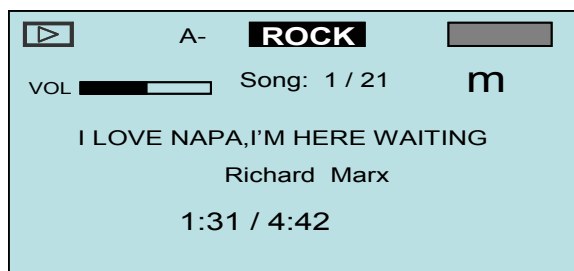 A- ROCK
VOL Song: 1 / 21 m
I LOVE NAPA,I'M HERE WAITING
Richard Marx
1:31 / 4:42